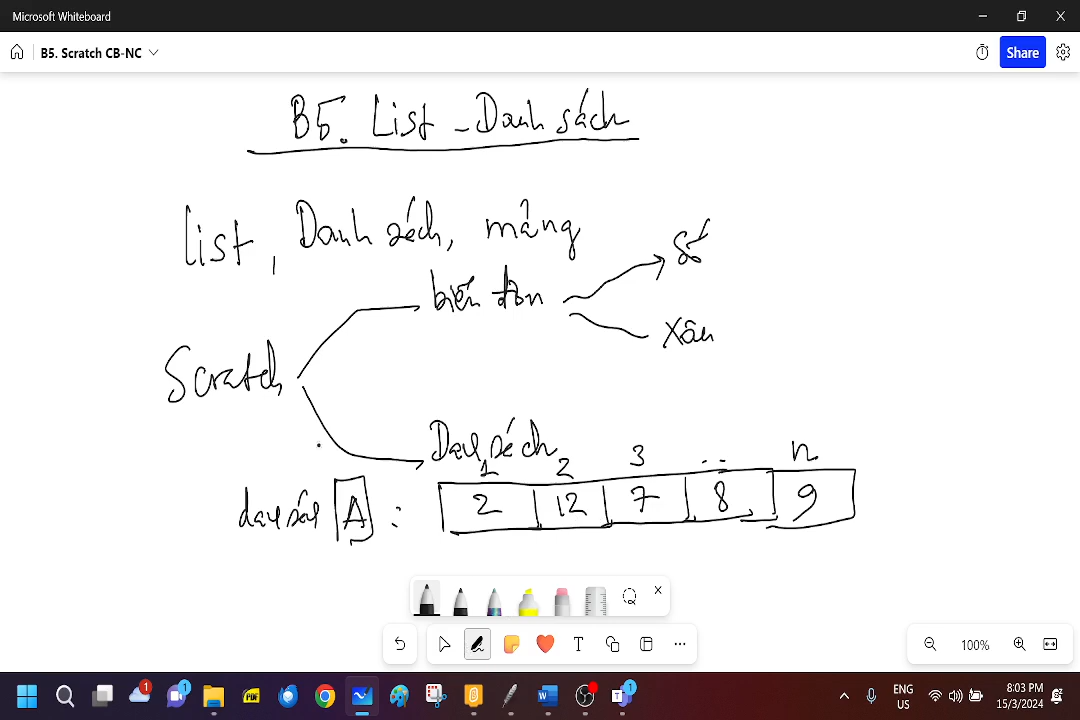 Microsoft Whiteboard
B5. Scratch CB-NC
Share
B5. List - Danh sách
list, Danh sách, mảng
biến đơn
Số
Xâu
Scratch
Danh sách
1 2 3 ... n
danh sách A : 2 12 7 8 9
100%
ENG
US
8:03 PM
15/3/2024